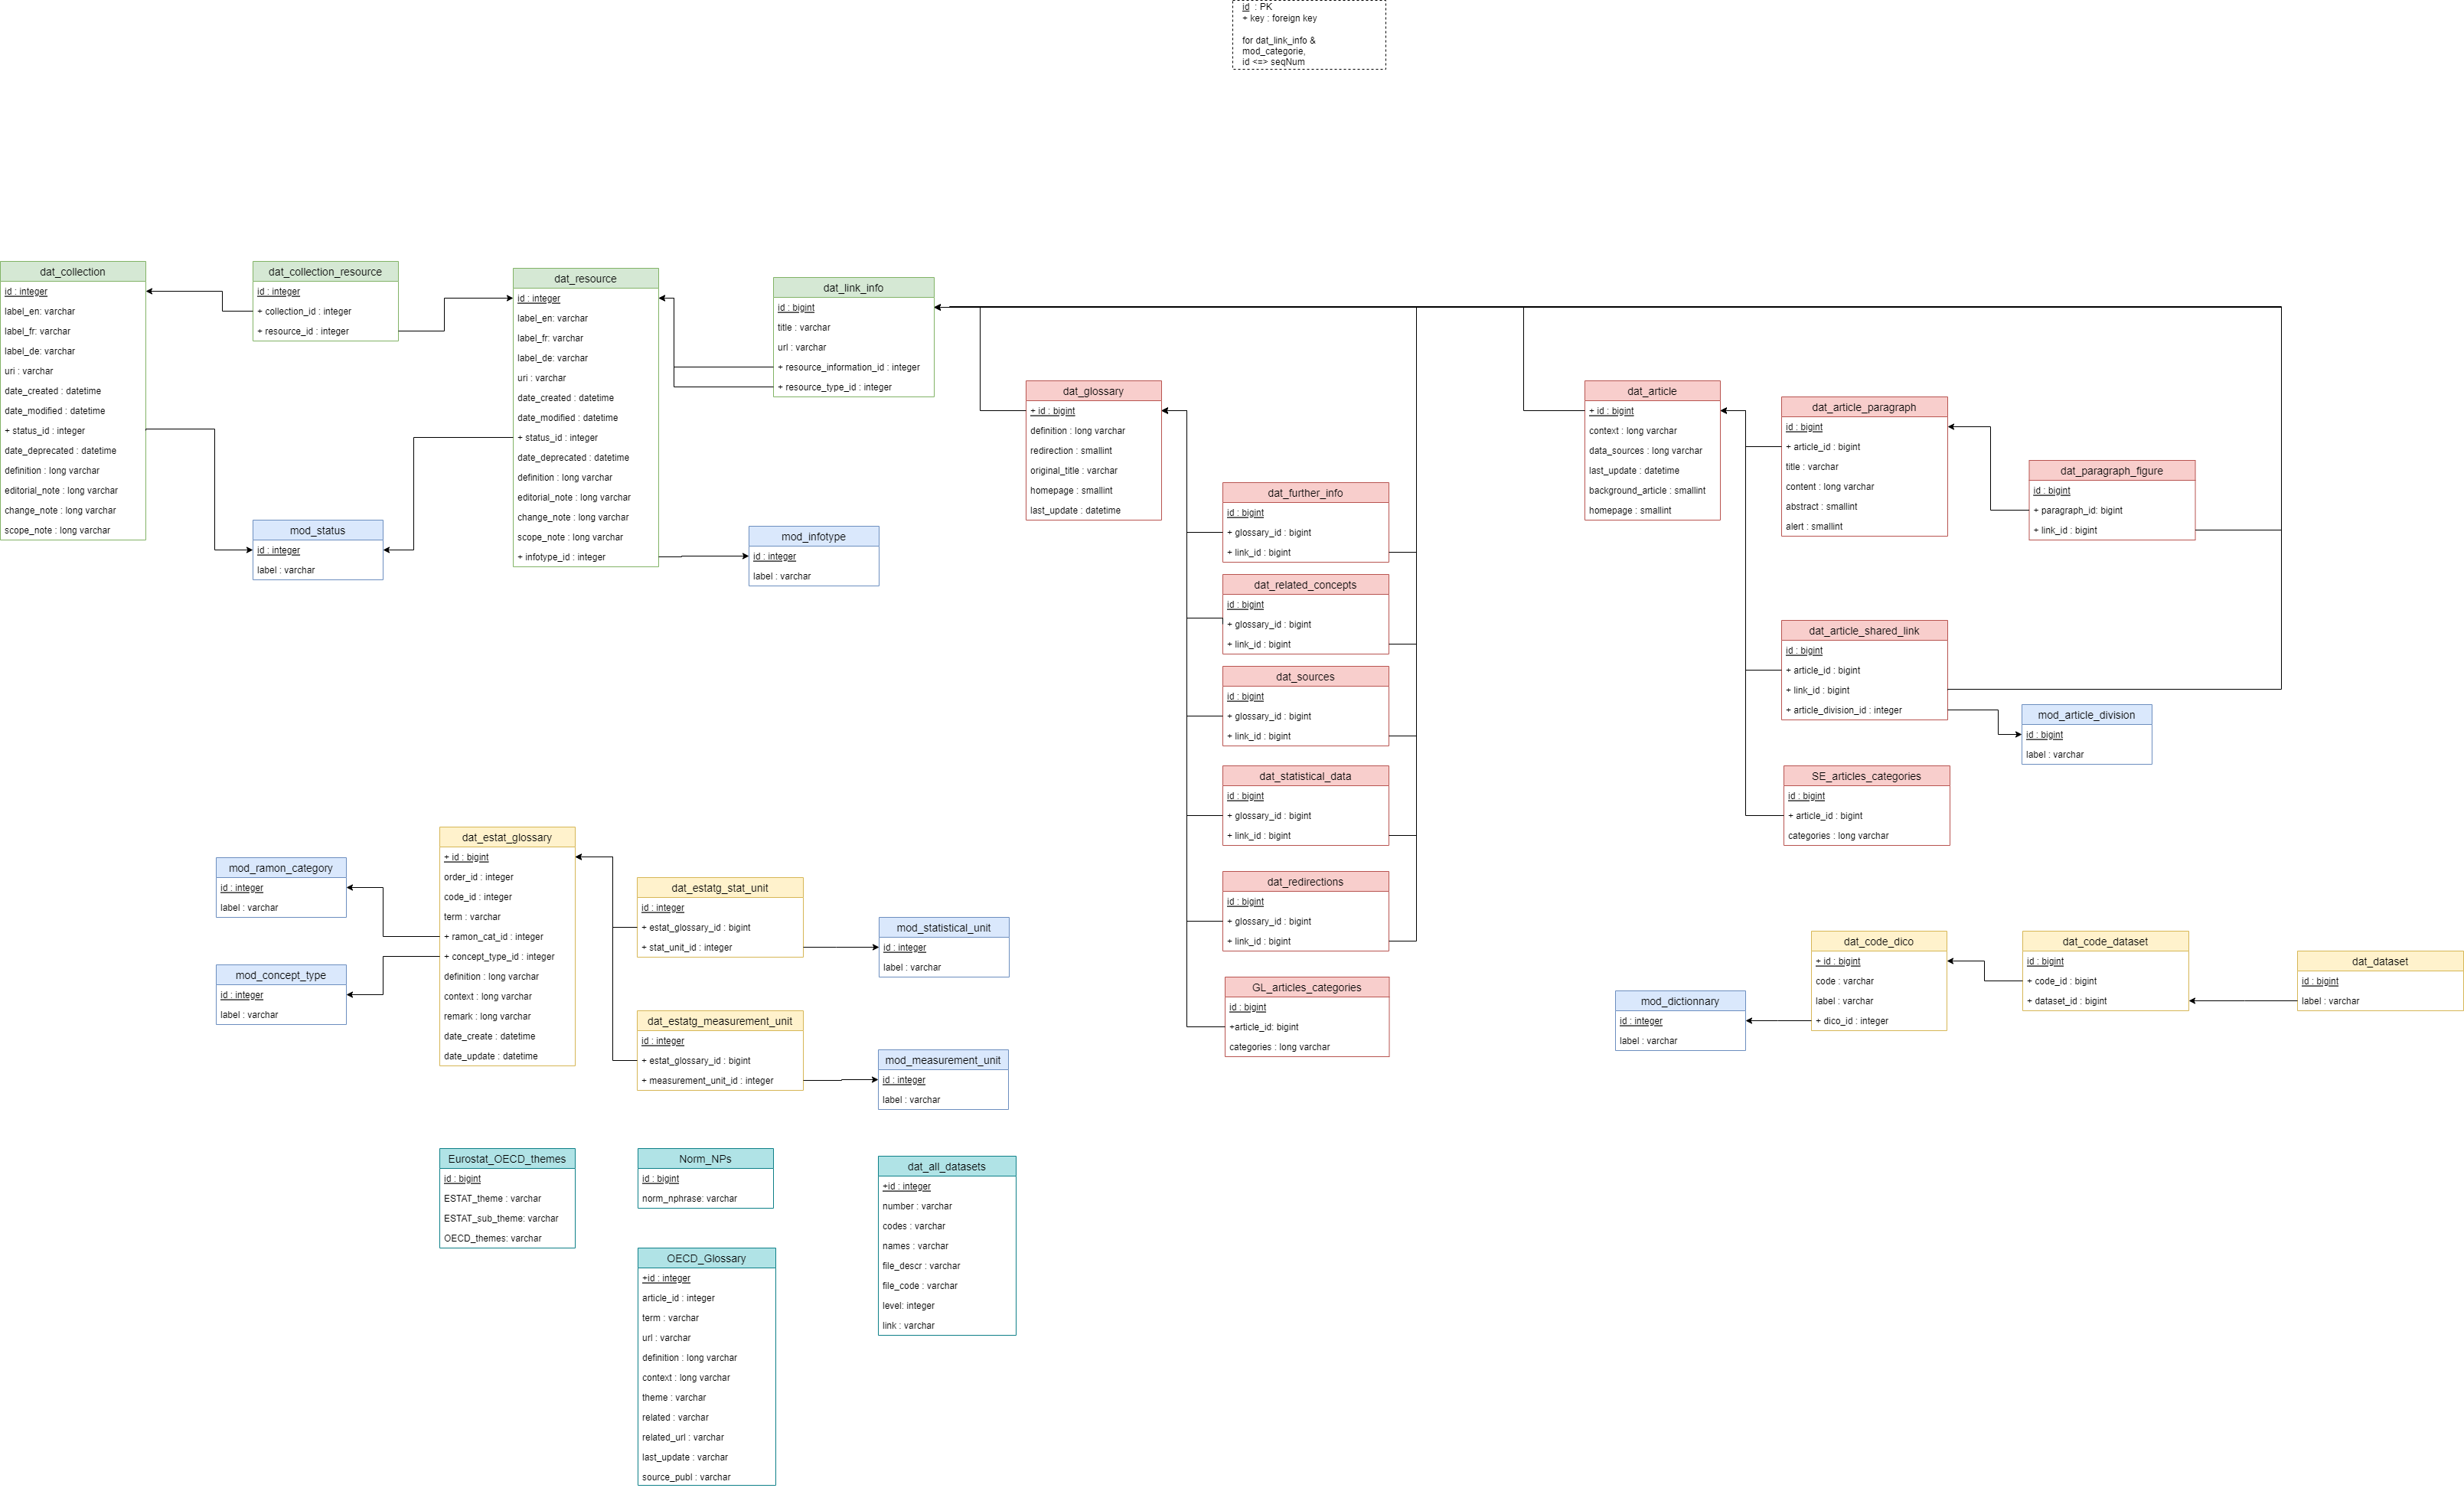 id : PK
+ key : foreign key
for dat_link_info &
mod_categorie,
id <=> seqNum
dat_collection
id : integer
label_en: varchar
label_fr: varchar
label_de: varchar
uri : varchar
date_created : datetime
date_modified : datetime
+ status_id : integer
date_deprecated : datetime
definition : long varchar
editorial_note : long varchar
change_note : long varchar
scope_note : long varchar
dat_collection_resource
id : integer
+ collection_id : integer
+ resource_id : integer
mod_status
id : integer
label : varchar
dat_resource
id : integer
label_en: varchar
label_fr: varchar
label_de: varchar
uri : varchar
date_created : datetime
date_modified : datetime
+ status_id : integer
date_deprecated : datetime
definition : long varchar
editorial_note : long varchar
change_note : long varchar
scope_note : long varchar
+ infotype_id : integer
dat_link_info
id : bigint
title : varchar
url : varchar
+ resource_information_id : integer
+ resource_type_id : integer
mod_infotype
id : integer
label : varchar
dat_glossary
+ id : bigint
definition : long varchar
redirection : smallint
original_title : varchar
homepage : smallint
last_update : datetime
dat_further_info
id : bigint
+ glossary_id : bigint
+ link_id : bigint
dat_related_concepts
id : bigint
+ glossary_id : bigint
+ link_id : bigint
dat_sources
id : bigint
+ glossary_id : bigint
+ link_id : bigint
dat_statistical_data
id : bigint
+ glossary_id : bigint
+ link_id : bigint
dat_redirections
id : bigint
+ glossary_id : bigint
+ link_id : bigint
GL_articles_categories
id : bigint
+article_id: bigint
categories : long varchar
dat_article
+ id : bigint
context : long varchar
data_sources : long varchar
last_update : datetime
background_article : smallint
homepage : smallint
dat_article_paragraph
id : bigint
+ article_id : bigint
title : varchar
content : long varchar
abstract : smallint
alert : smallint
dat_paragraph_figure
id : bigint
+ paragraph_id: bigint
+ link_id : bigint
dat_article_shared_link
id : bigint
+ article_id : bigint
+ link_id : bigint
+ article_division_id : integer
mod_article_division
id : bigint
label : varchar
SE_articles_categories
id : bigint
+ article_id : bigint
categories : long varchar
mod_ramon_category
id : integer
label : varchar
mod_concept_type
id : integer
label : varchar
dat_estat_glossary
+ id : bigint
order_id : integer
code_id : integer
term : varchar
+ ramon_cat_id : integer
+ concept_type_id : integer
definition : long varchar
context : long varchar
remark : long varchar
date_create : datetime
date_update : datetime
dat_estatg_stat_unit
id : integer
+ estat_glossary_id : bigint
+ stat_unit_id : integer
mod_statistical_unit
id : integer
label : varchar
dat_estatg_measurement_unit
id : integer
+ estat_glossary_id : bigint
+ measurement_unit_id : integer
mod_measurement_unit
id : integer
label : varchar
mod_dictionnary
id : integer
label : varchar
dat_code_dico
+ id : bigint
code : varchar
label : varchar
+ dico_id : integer
dat_code_dataset
id : bigint
+ code_id : bigint
+ dataset_id : bigint
dat_dataset
id : bigint
label : varchar
Eurostat_OECD_themes
id : bigint
ESTAT_theme : varchar
ESTAT_sub_theme: varchar
OECD_themes: varchar
Norm_NPs
id : bigint
norm_nphrase: varchar
OECD_Glossary
+id : integer
article_id : integer
term : varchar
url : varchar
definition : long varchar
context : long varchar
theme : varchar
related : varchar
related_url : varchar
last_update : varchar
source_publ : varchar
dat_all_datasets
+id : integer
number : varchar
codes : varchar
names : varchar
file_descr : varchar
file_code : varchar
level: integer
link : varchar